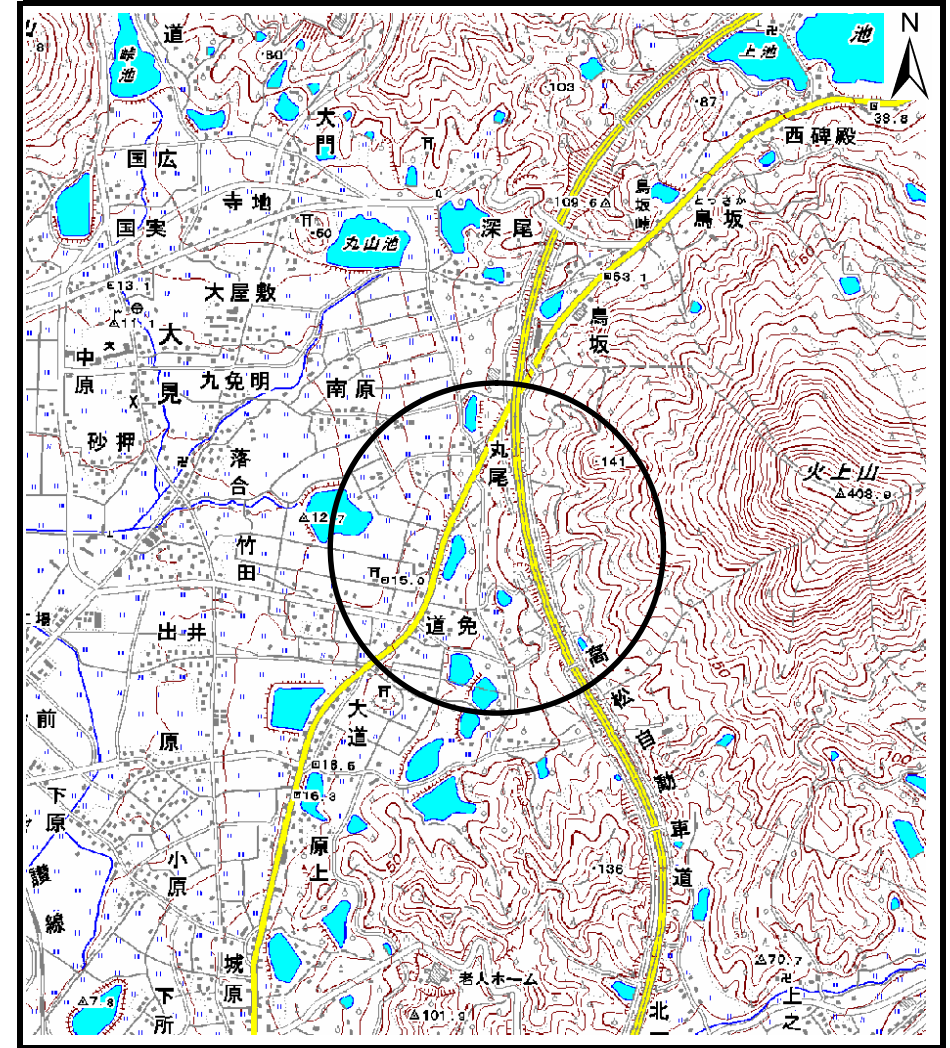 N
道
池
峠池
上池
80
103
87
38.8
大門
西碑殿
国広
鳥坂峠
とっさか
鳥坂
寺地
109.6
国実
60
丸山池
深尾
53.1
13.1
大屋敷
鳥坂
大見
中原
九免明
南原
砂押
丸尾
141
火上山
408.9
落合
12.7
竹田
15.0
出井
道免
高松自動車道
大道
前
原
18.6
16.3
下原
原上
小原
136
讃
線
城原
老人ホーム
70.7
7.8
下所
101.9
上之
北
150
150
100
50